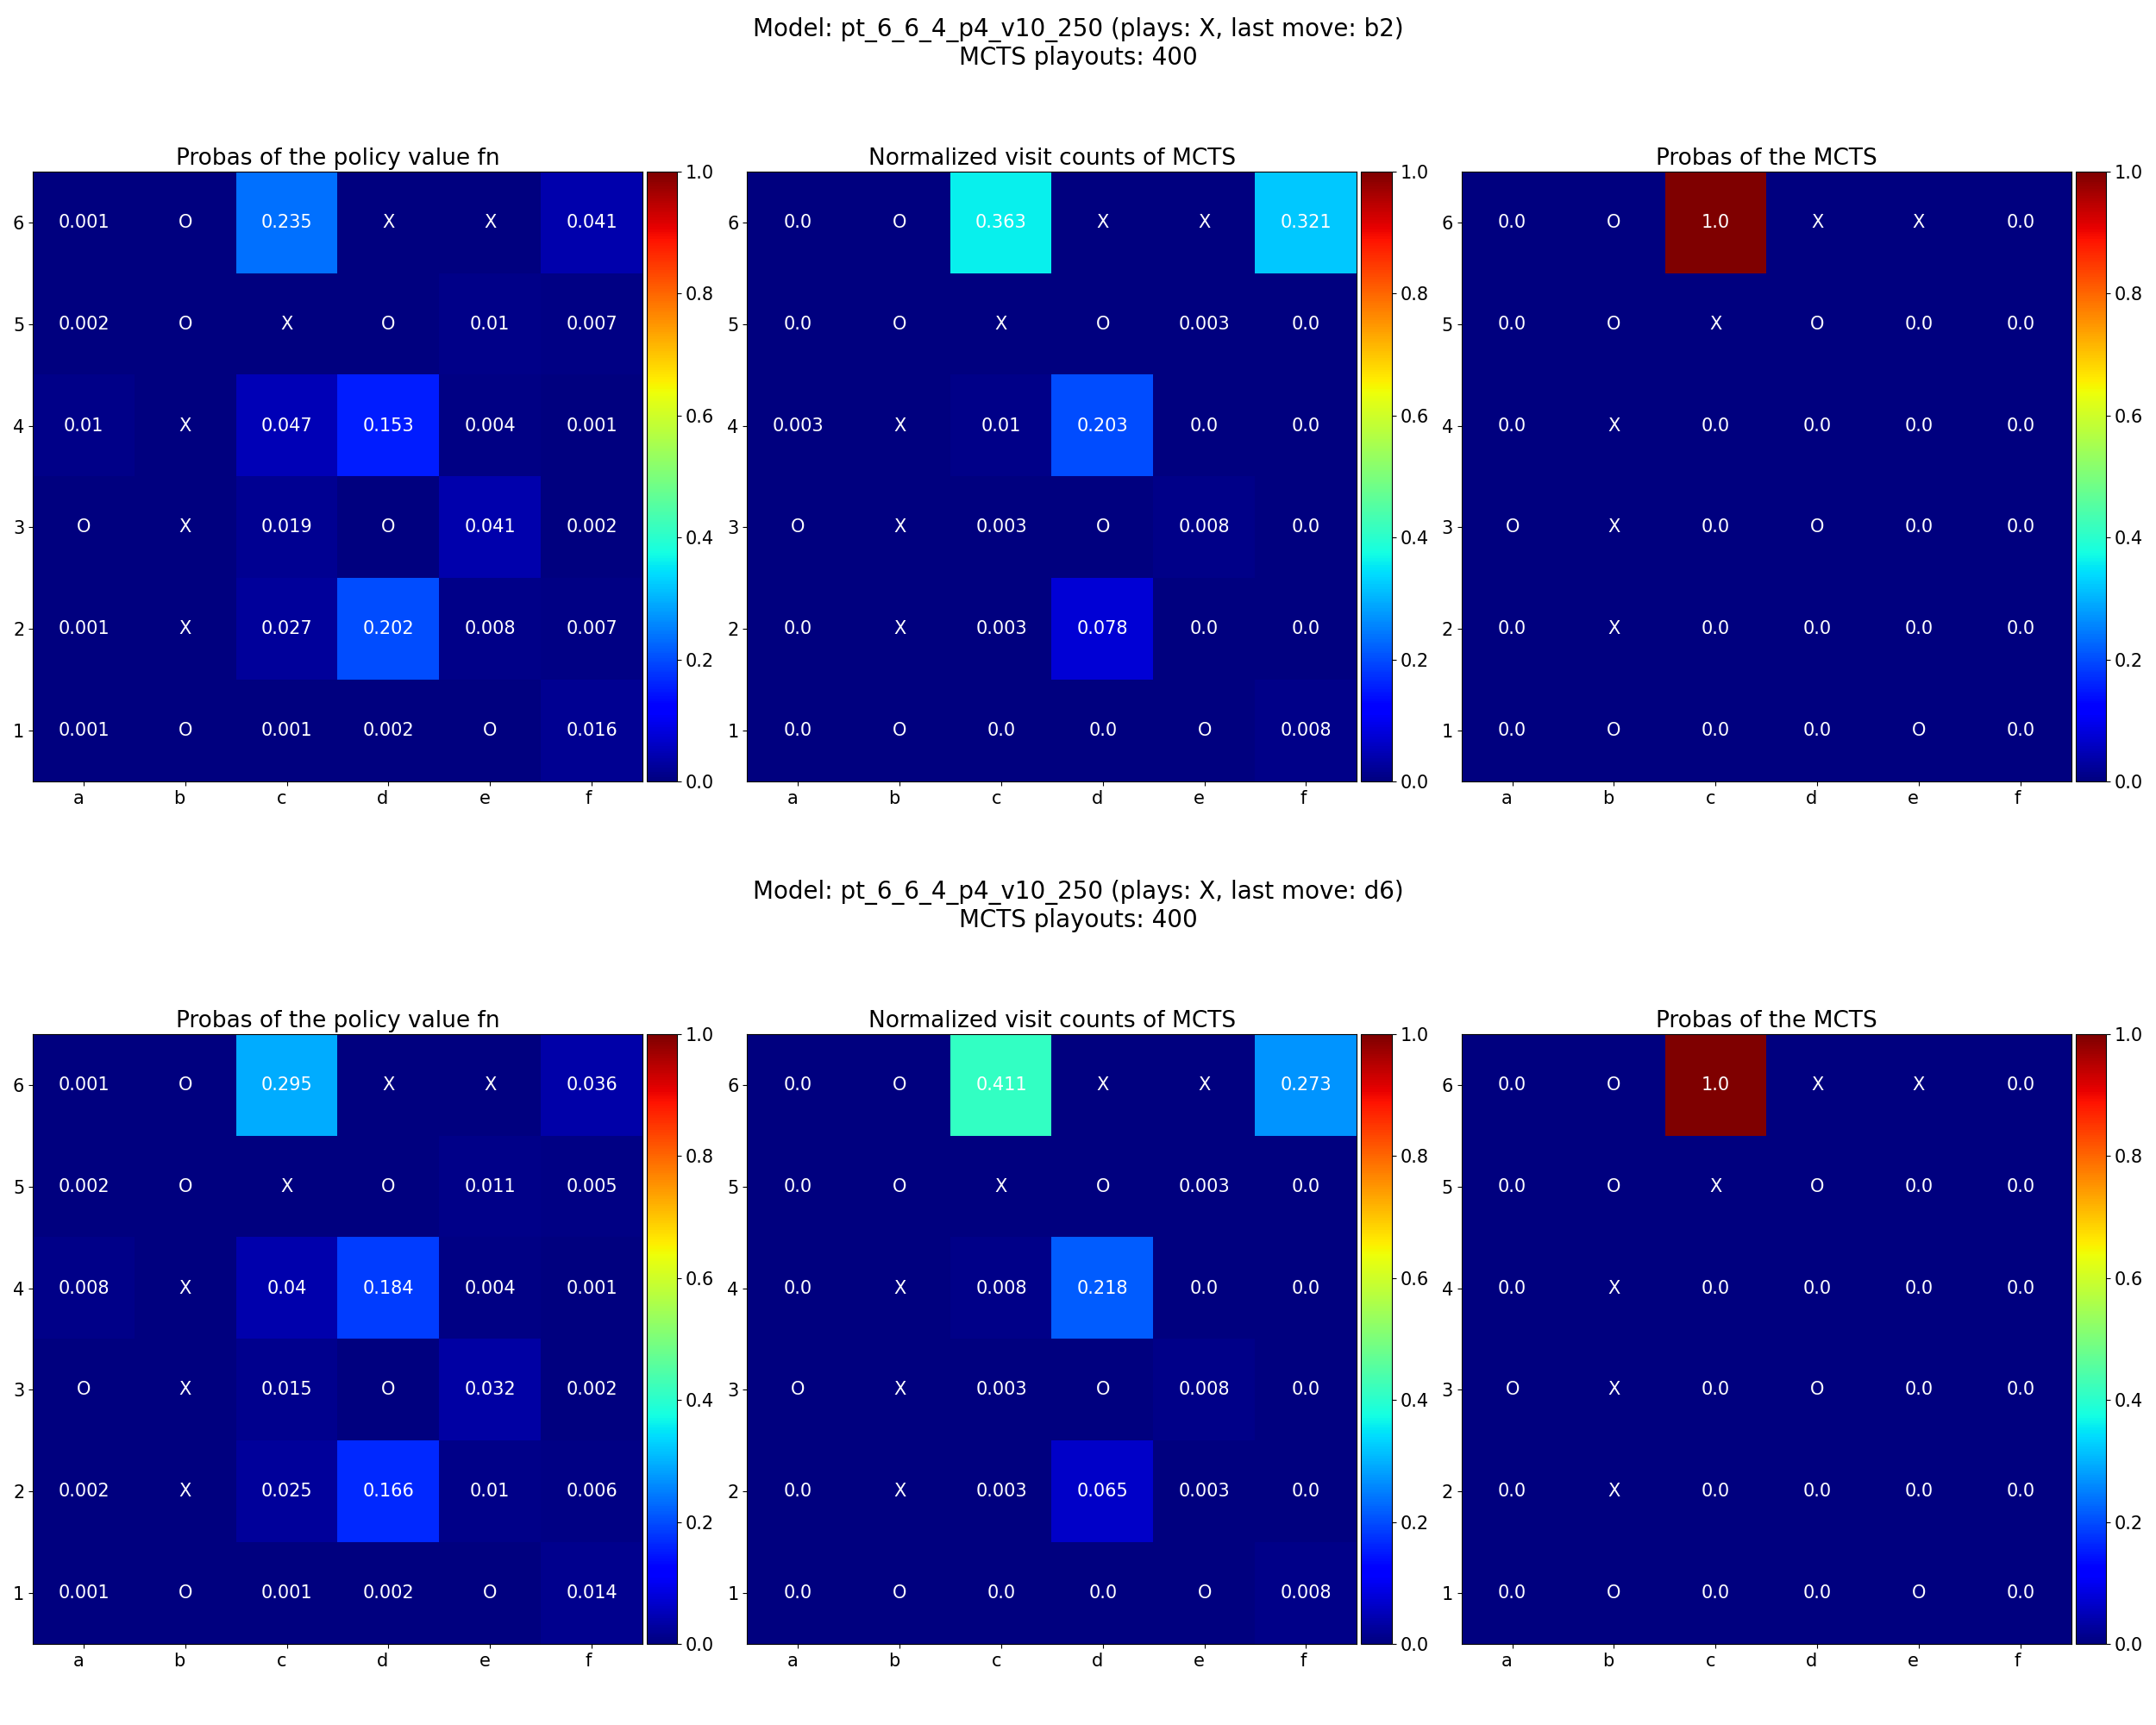 Model: pt_6_6_4_p4_v10_250 (plays: X, last move: b2)
MCTS playouts: 400
Probas of the policy value fn
6 0.001 O 0.235 X X 0.041
5 0.002 O X O 0.01 0.007
4 0.01 X 0.047 0.153 0.004 0.001
3 O X 0.019 O 0.041 0.002
2 0.001 X 0.027 0.202 0.008 0.007
1 0.001 O 0.001 0.002 O 0.016
a b c d e f
1.0
0.8
0.6
0.4
0.2
0.0
Normalized visit counts of MCTS
6 0.0 O 0.363 X X 0.321
5 0.0 O X O 0.003 0.0
4 0.003 X 0.01 0.203 0.0 0.0
3 O X 0.003 O 0.008 0.0
2 0.0 X 0.003 0.078 0.0 0.0
1 0.0 O 0.0 0.0 O 0.008
a b c d e f
1.0
0.8
0.6
0.4
0.2
0.0
Probas of the MCTS
6 0.0 O 1.0 X X 0.0
5 0.0 O X O 0.0 0.0
4 0.0 X 0.0 0.0 0.0 0.0
3 O X 0.0 O 0.0 0.0
2 0.0 X 0.0 0.0 0.0 0.0
1 0.0 O 0.0 0.0 O 0.0
a b c d e f
1.0
0.8
0.6
0.4
0.2
0.0
Model: pt_6_6_4_p4_v10_250 (plays: X, last move: d6)
MCTS playouts: 400
Probas of the policy value fn
6 0.001 O 0.295 X X 0.036
5 0.002 O X O 0.011 0.005
4 0.008 X 0.04 0.184 0.004 0.001
3 O X 0.015 O 0.032 0.002
2 0.002 X 0.025 0.166 0.01 0.006
1 0.001 O 0.001 0.002 O 0.014
a b c d e f
1.0
0.8
0.6
0.4
0.2
0.0
Normalized visit counts of MCTS
6 0.0 O 0.411 X X 0.273
5 0.0 O X O 0.003 0.0
4 0.0 X 0.008 0.218 0.0 0.0
3 O X 0.003 O 0.008 0.0
2 0.0 X 0.003 0.065 0.003 0.0
1 0.0 O 0.0 0.0 O 0.008
a b c d e f
1.0
0.8
0.6
0.4
0.2
0.0
Probas of the MCTS
6 0.0 O 1.0 X X 0.0
5 0.0 O X O 0.0 0.0
4 0.0 X 0.0 0.0 0.0 0.0
3 O X 0.0 O 0.0 0.0
2 0.0 X 0.0 0.0 0.0 0.0
1 0.0 O 0.0 0.0 O 0.0
a b c d e f
1.0
0.8
0.6
0.4
0.2
0.0